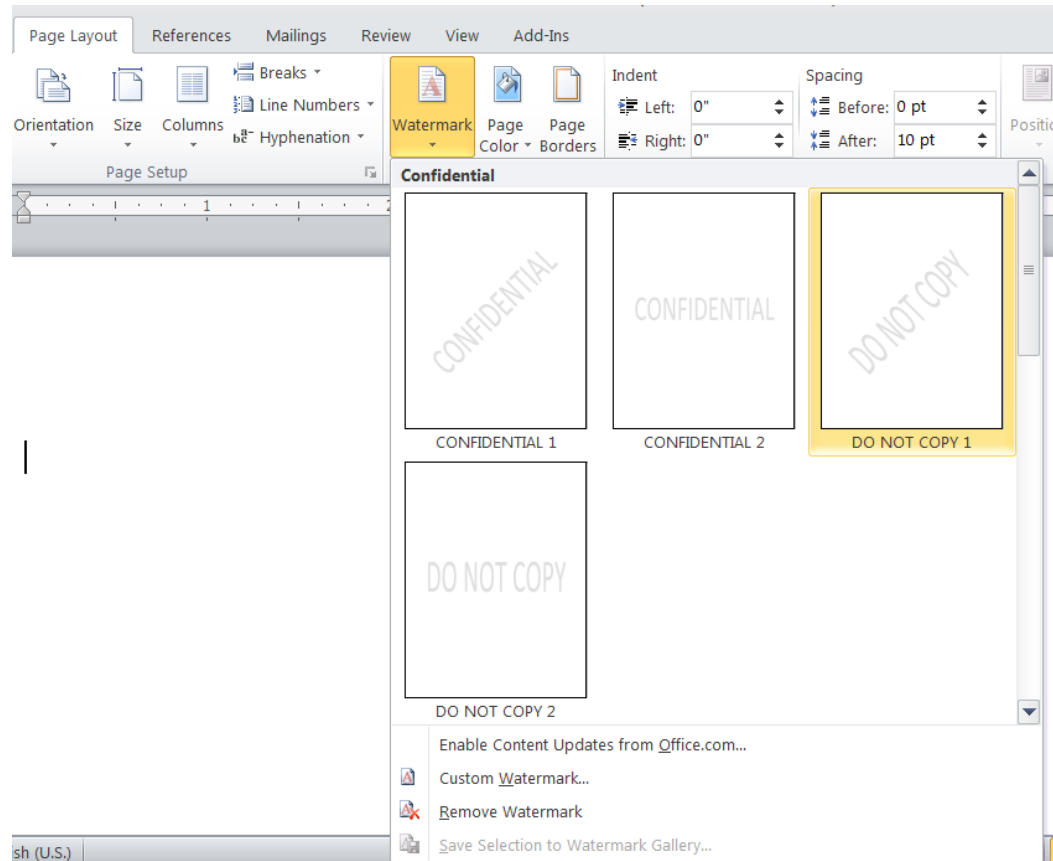 Page Layout References Mailings Review View Add-Ins
Orientation
Size
Columns
Breaks
Line Numbers
Hyphenation
Page Setup
Watermark
Page Color
Page Borders
Indent
Left: 0"
Right: 0"
Spacing
Before: 0 pt
After: 10 pt
1
Confidential
CONFIDENTIAL
CONFIDENTIAL 1
CONFIDENTIAL
CONFIDENTIAL 2
DO NOT COPY
DO NOT COPY 1
DO NOT COPY
DO NOT COPY 2
Enable Content Updates from Office.com...
Custom Watermark...
Remove Watermark
Save Selection to Watermark Gallery...
(U.S.)